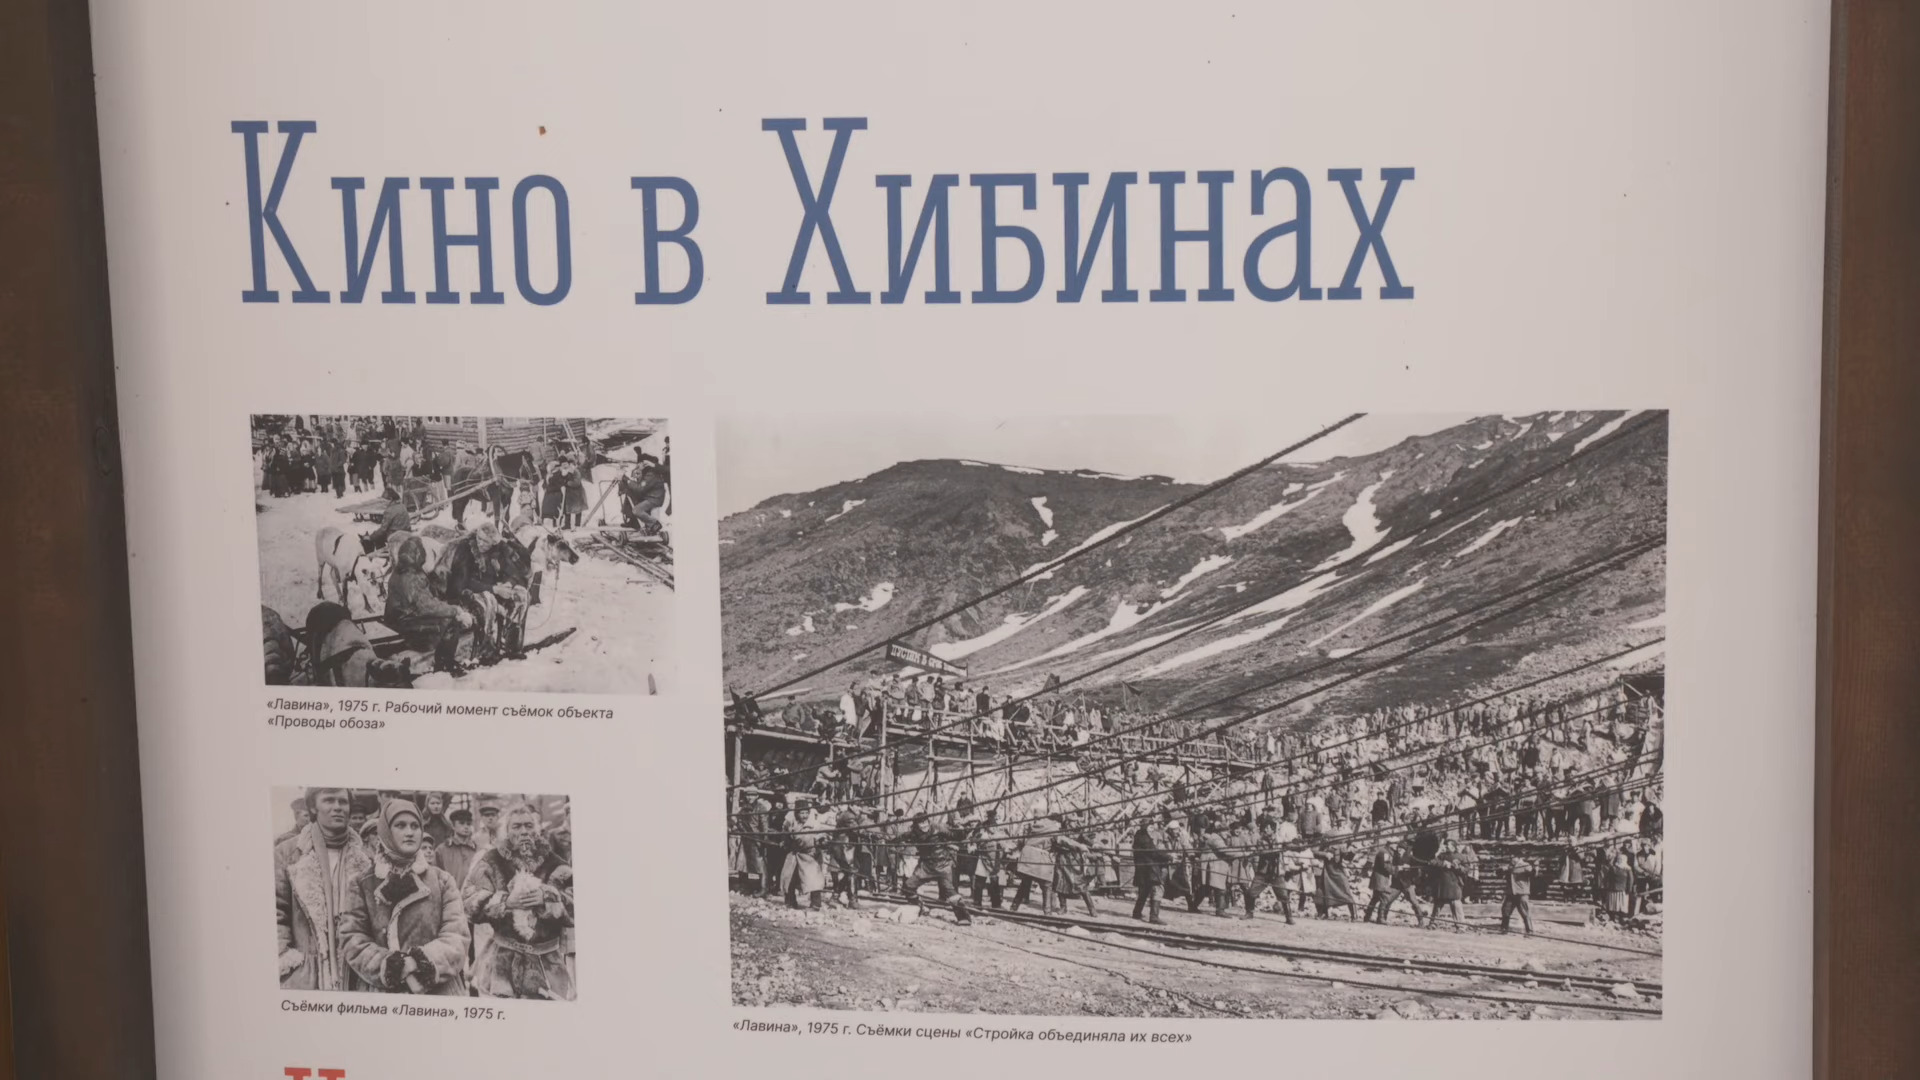 Кино в Хибинах
«Лавина», 1975 г. Рабочий момент съёмок объекта
«Проводы обоза»
Съёмки фильма «Лавина», 1975 г.
«Лавина», 1975 г. Съёмки сцены «Стройка объединяла их всех»